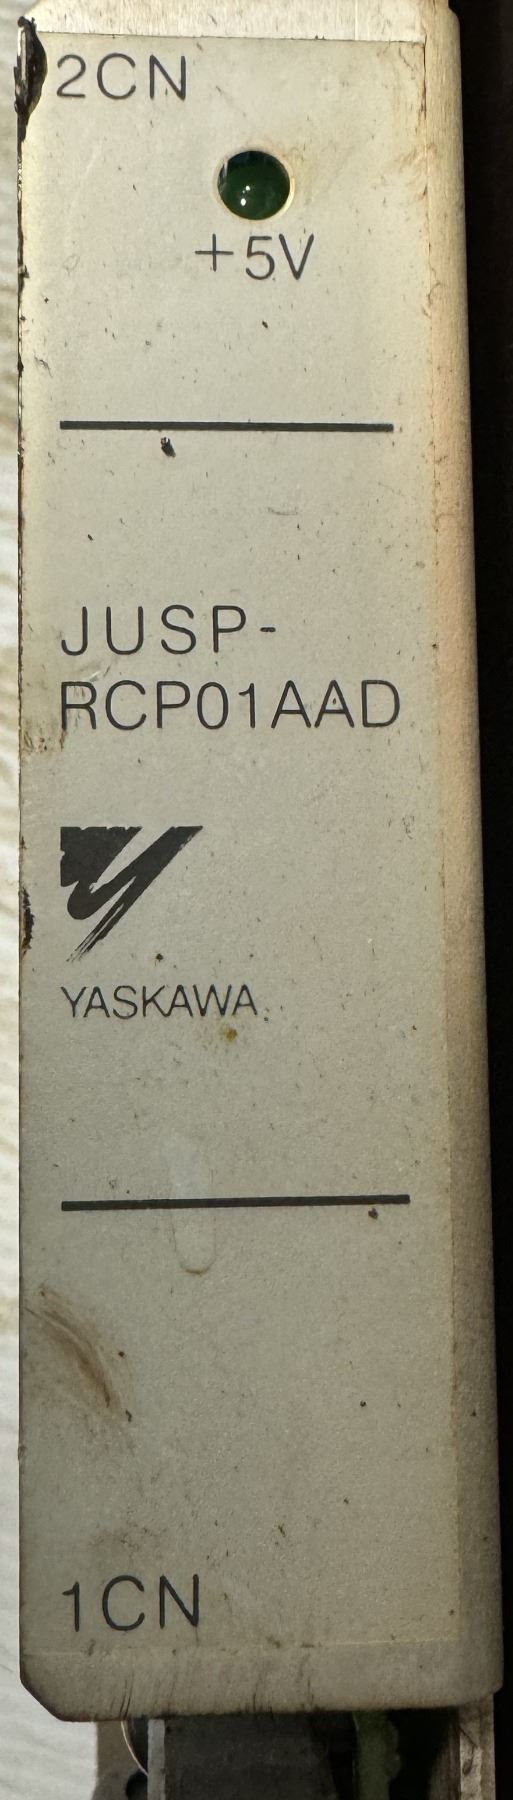 2CN
+5V
JUSP-
RCP01AAD
YASKAWA
1CN